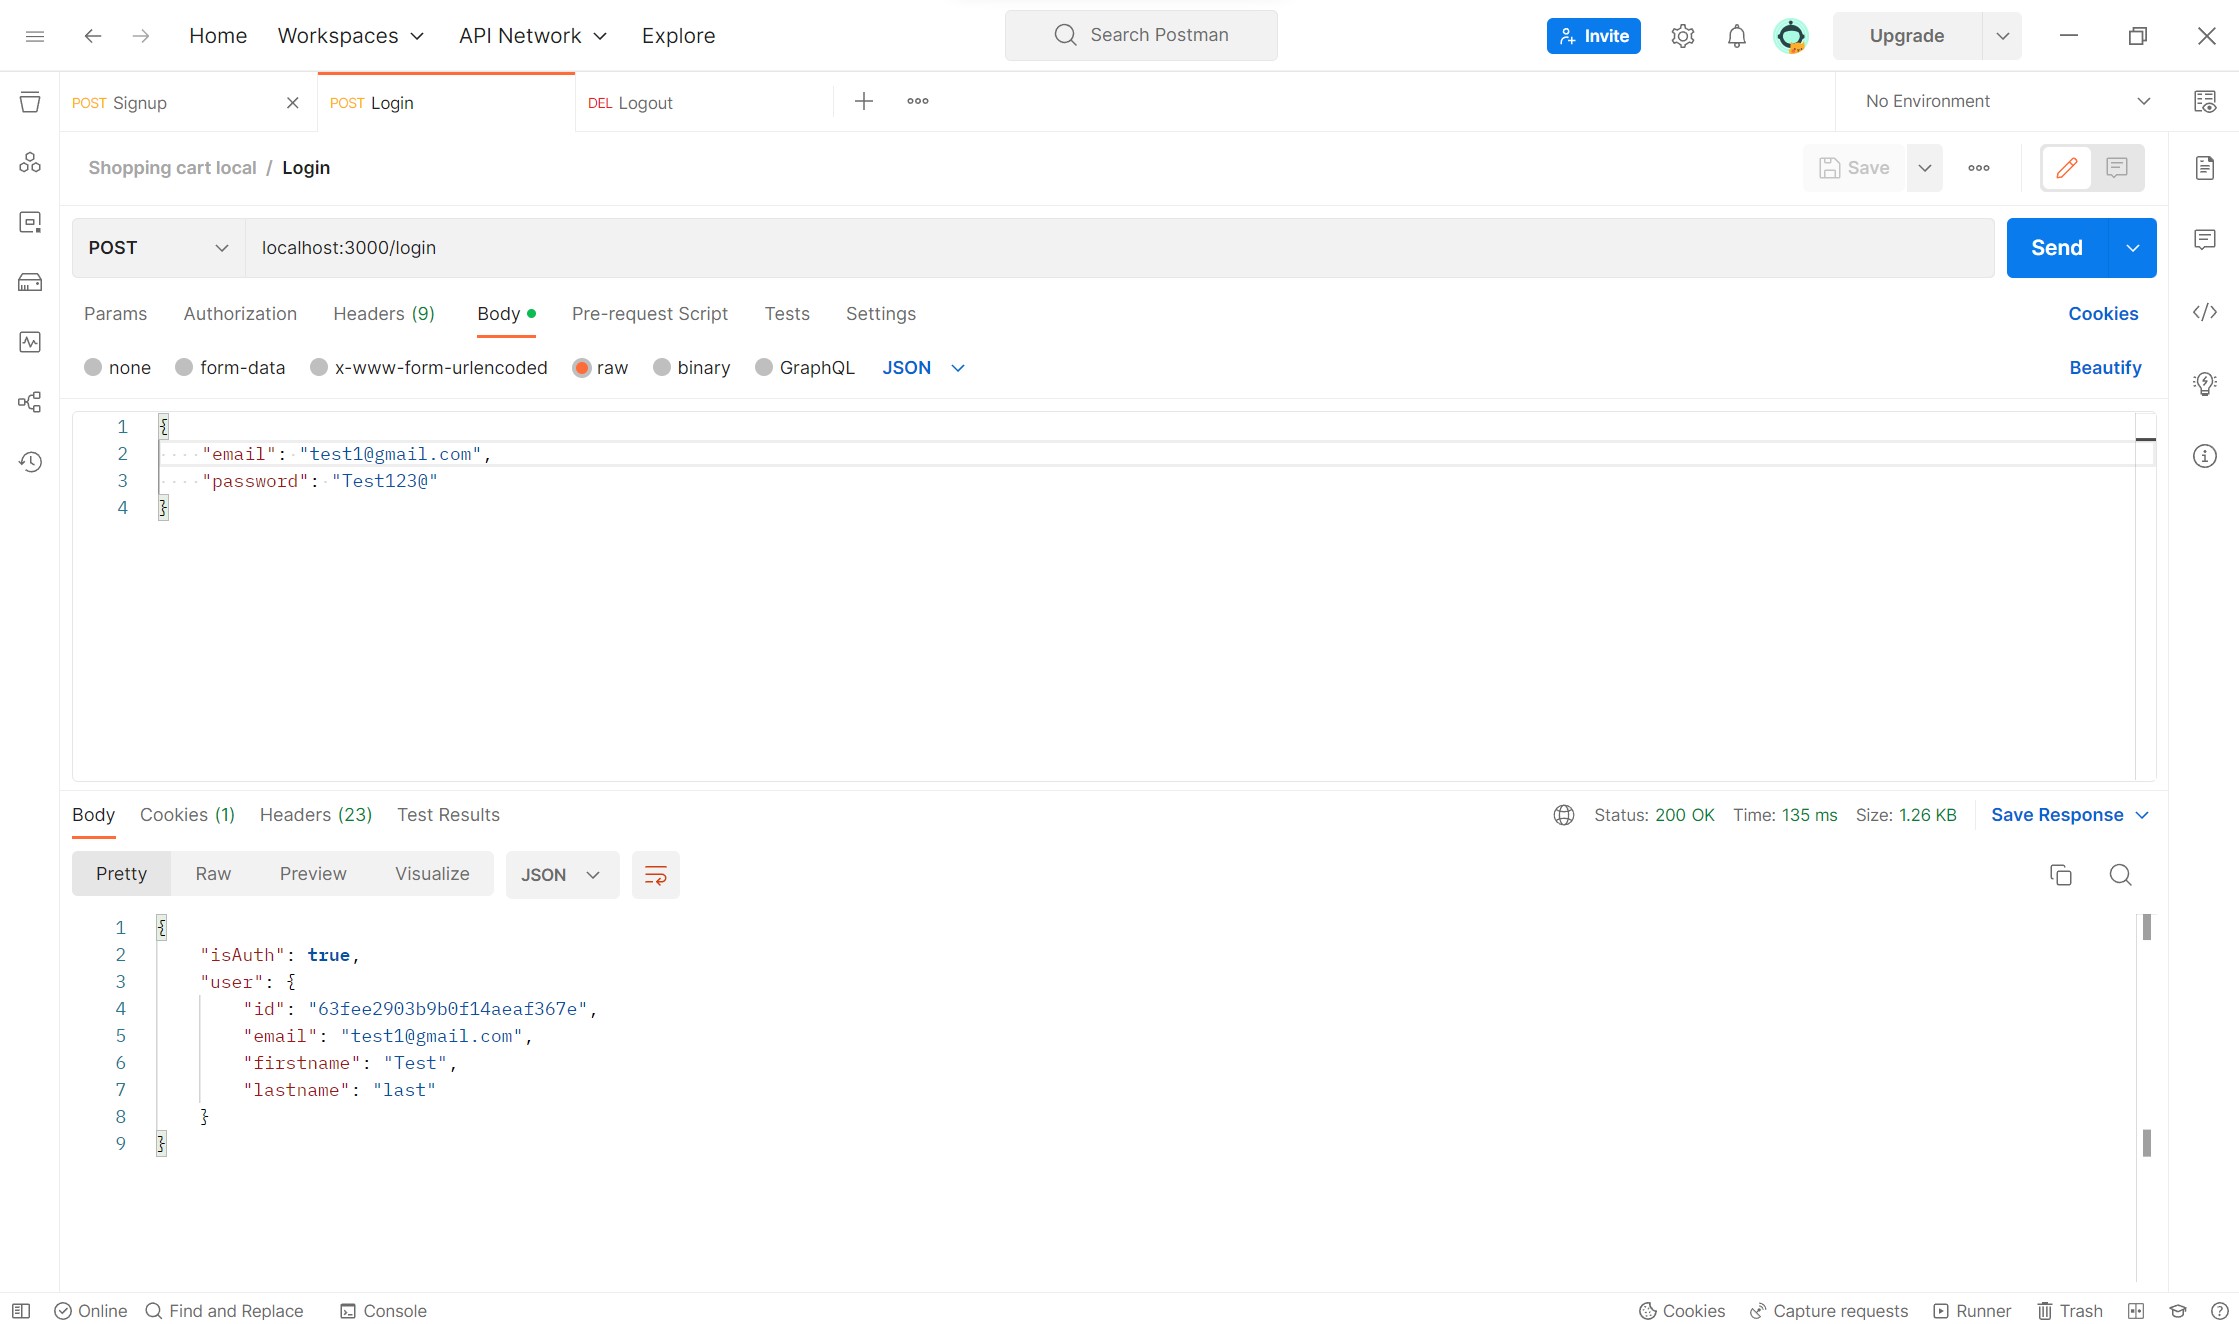 Home Workspaces API Network Explore Search Postman Invite Upgrade
POST Signup POST Login DEL Logout No Environment
Shopping cart local / Login Save
POST localhost:3000/login Send
Params Authorization Headers (9) Body Pre-request Script Tests Settings Cookies
none form-data x-www-form-urlencoded raw binary GraphQL JSON Beautify
1 {
2 "email": "test1@gmail.com",
3 "password": "Test123@"
4 }
Body Cookies (1) Headers (23) Test Results Status: 200 OK Time: 135 ms Size: 1.26 KB Save Response
Pretty Raw Preview Visualize JSON
1 {
2 "isAuth": true,
3 "user": {
4 "id": "63fee2903b9b0f14aeaf367e",
5 "email": "test1@gmail.com",
6 "firstname": "Test",
7 "lastname": "last"
8 }
9 }
Online Find and Replace Console Cookies Capture requests Runner Trash